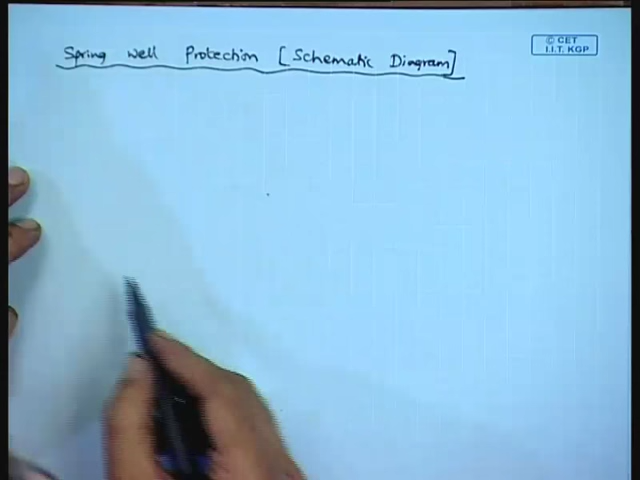 Spring well Protection [Schematic Diagram]
© CET
I.I.T. KGP